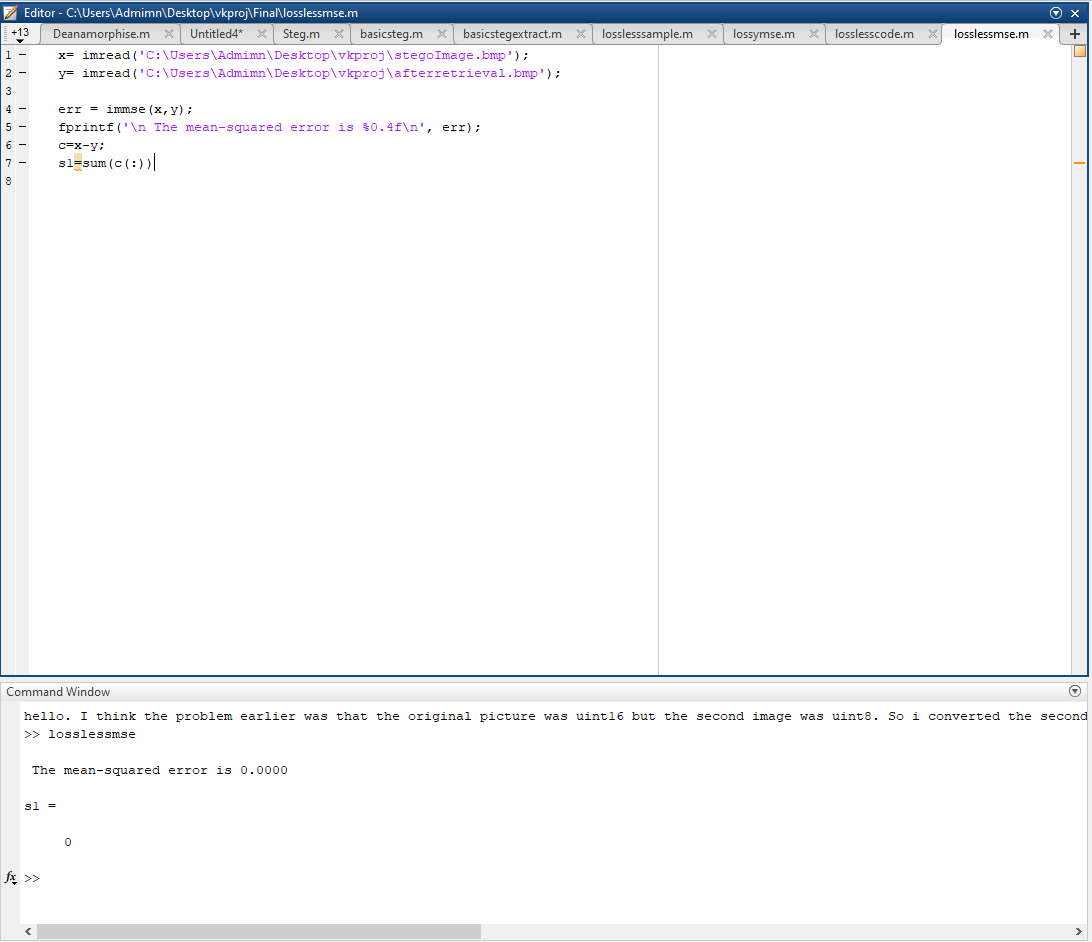 Editor - C:\Users\Admimn\Desktop\vkproj\Final\losslessmse.m
+13 Deanamorphise.m Untitled4* Steg.m basicsteg.m basicstegextract.m losslesssample.m lossymse.m losslesscode.m losslessmse.m +
1 x= imread('C:\Users\Admimn\Desktop\vkproj\stegoImage.bmp');
2 y= imread('C:\Users\Admimn\Desktop\vkproj\afterretrieval.bmp');
3
4 err = immse(x,y);
5 fprintf('\n The mean-squared error is %0.4f\n', err);
6 c=x-y;
7 s1=sum(c(:))
8
Command Window
hello. I think the problem earlier was that the original picture was uint16 but the second image was uint8. So i converted the second
>> losslessmse
The mean-squared error is 0.0000
s1 =
0
fx >>